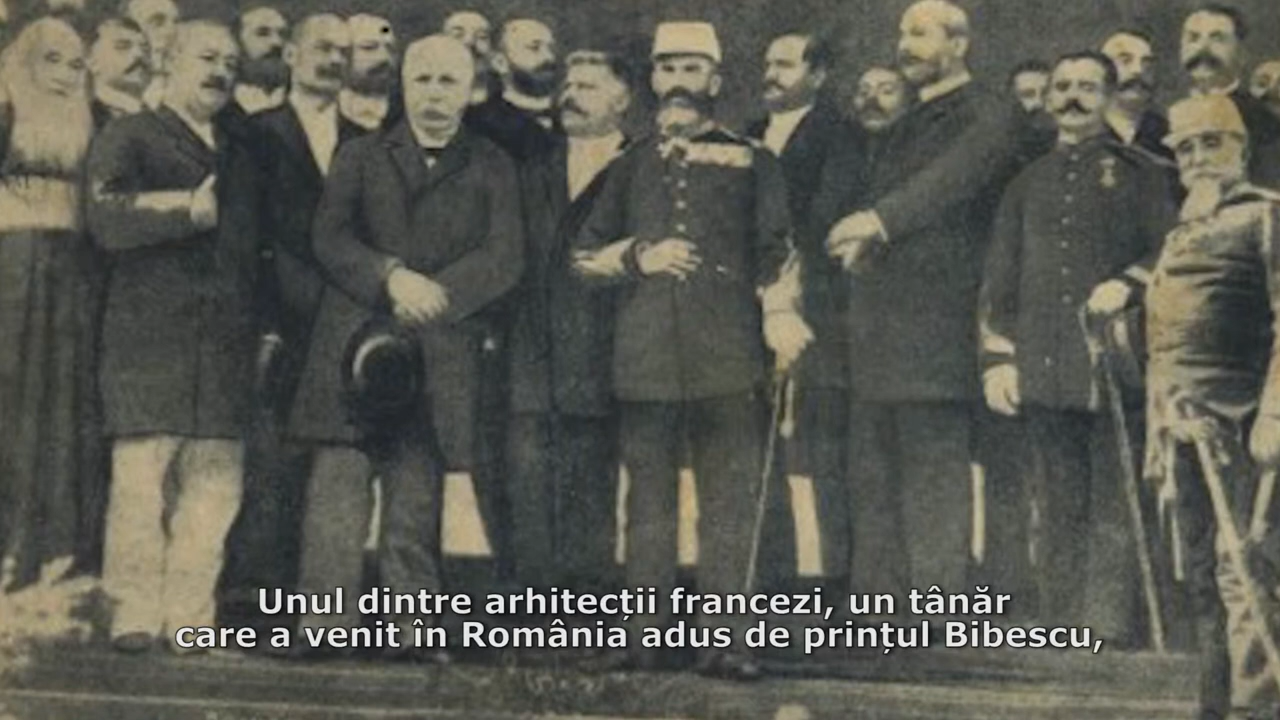 Unul dintre arhitecții francezi, un tânăr
care a venit în România adus de prințul Bibescu,